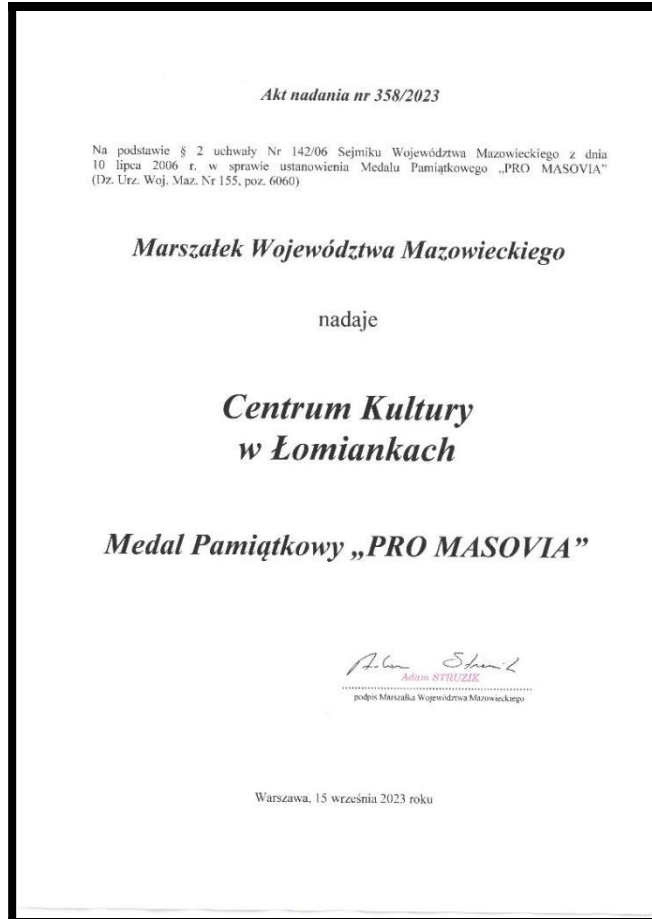 Akt nadania nr 358/2023
Na podstawie § 2 uchwały Nr 142/06 Sejmiku Województwa Mazowieckiego z dnia
10 lipca 2006 r. w sprawie ustanowienia Medalu Pamiątkowego „PRO MASOVIA”
(Dz. Urz. Woj. Maz. Nr 155, poz. 6060)
Marszałek Województwa Mazowieckiego
nadaje
Centrum Kultury
w Łomiankach
Medal Pamiątkowy „PRO MASOVIA”
Adam Struzik
Adam STRUZIK
podpis Marszałka Województwa Mazowieckiego
Warszawa, 15 września 2023 roku